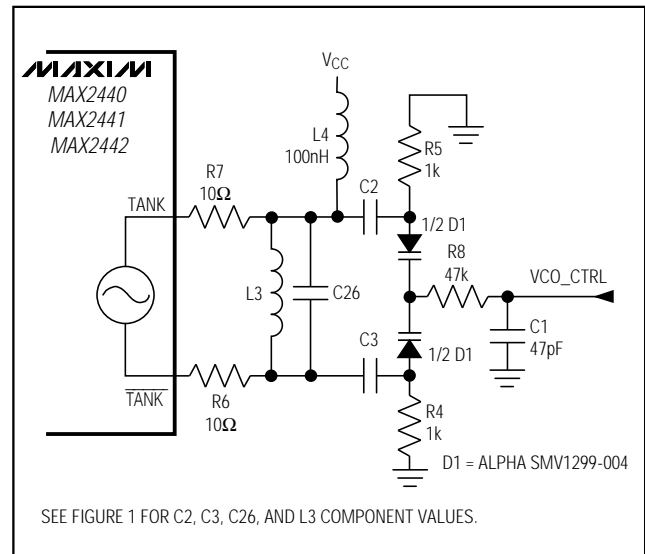 MAXIM
MAX2440
MAX2441
MAX2442
VCC
L4
100nH
R5
1k
R7
10Ω
C2
TANK
1/2 D1
R8
47k
VCO_CTRL
L3
C26
C1
47pF
C3
1/2 D1
TANK
R6
10Ω
R4
1k
D1 = ALPHA SMV1299-004
SEE FIGURE 1 FOR C2, C3, C26, AND L3 COMPONENT VALUES.